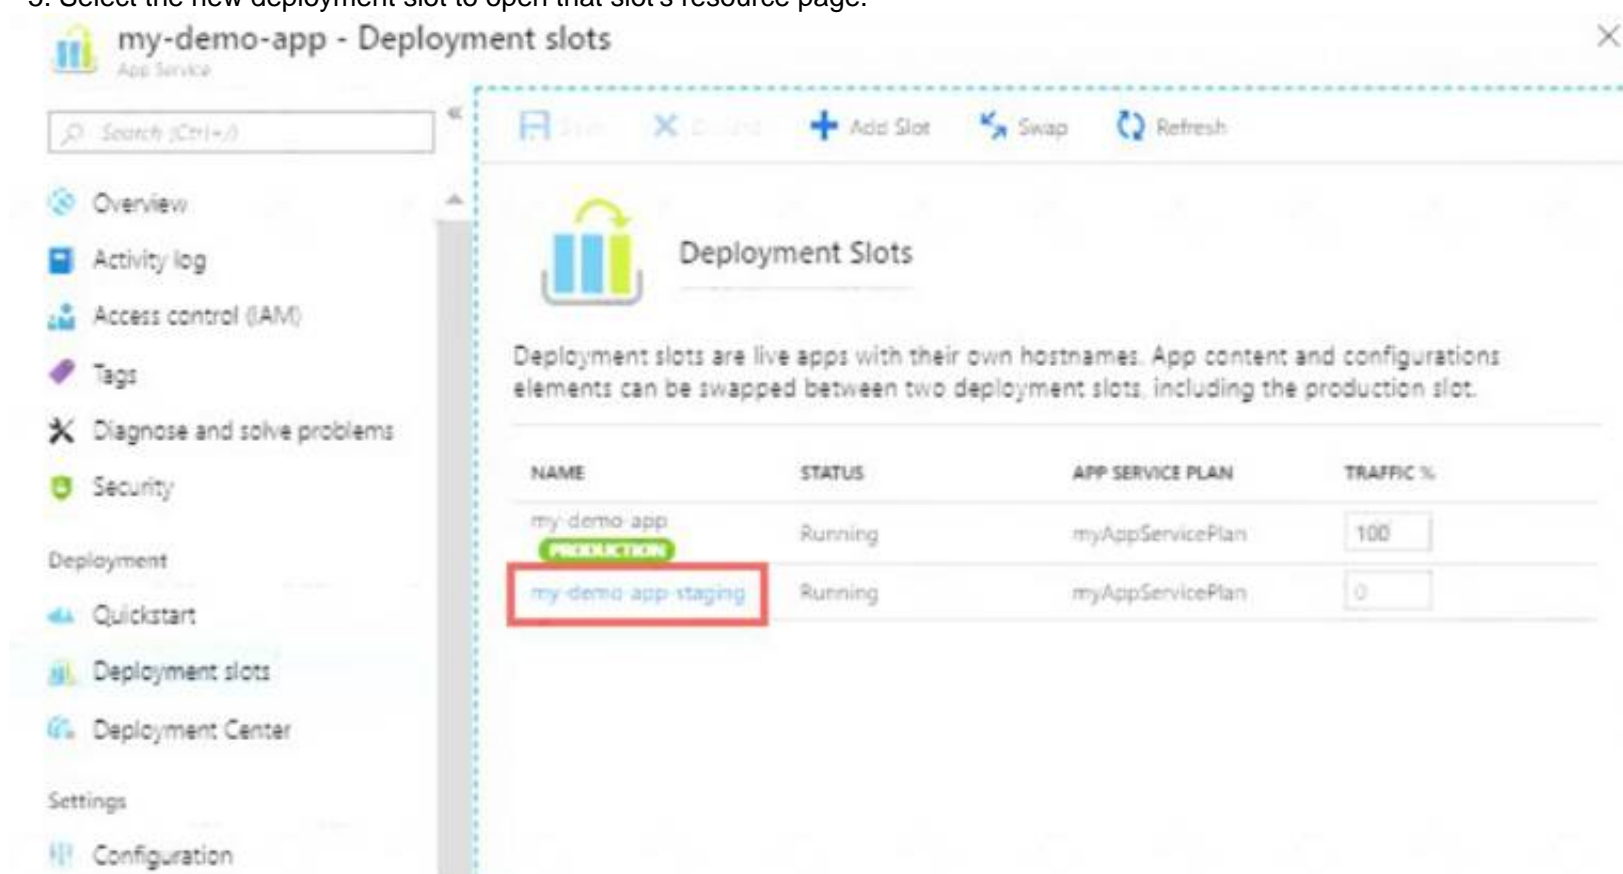 5. Select the new deployment slot to open that slot's resource page.
my-demo-app - Deployment slots
App Service
Search (Ctrl+/)
«
Add Slot
Swap
Refresh
Overview
Activity log
Access control (IAM)
Tags
Diagnose and solve problems
Security
Deployment
Quickstart
Deployment slots
Deployment Center
Settings
Configuration
Deployment Slots
Deployment slots are live apps with their own hostnames. App content and configurations
elements can be swapped between two deployment slots, including the production slot.
NAME STATUS APP SERVICE PLAN TRAFFIC %
my-demo-app Running myAppServicePlan 100
PRODUCTION
my-demo-app-staging Running myAppServicePlan 0